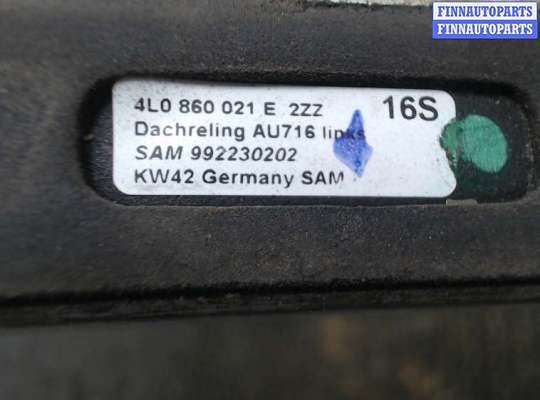 FINNAUTOPARTS
FINNAUTOPARTS
4L0 860 021 E 2ZZ 16S
Dachreling AU716 links
SAM 992230202
KW42 Germany SAM